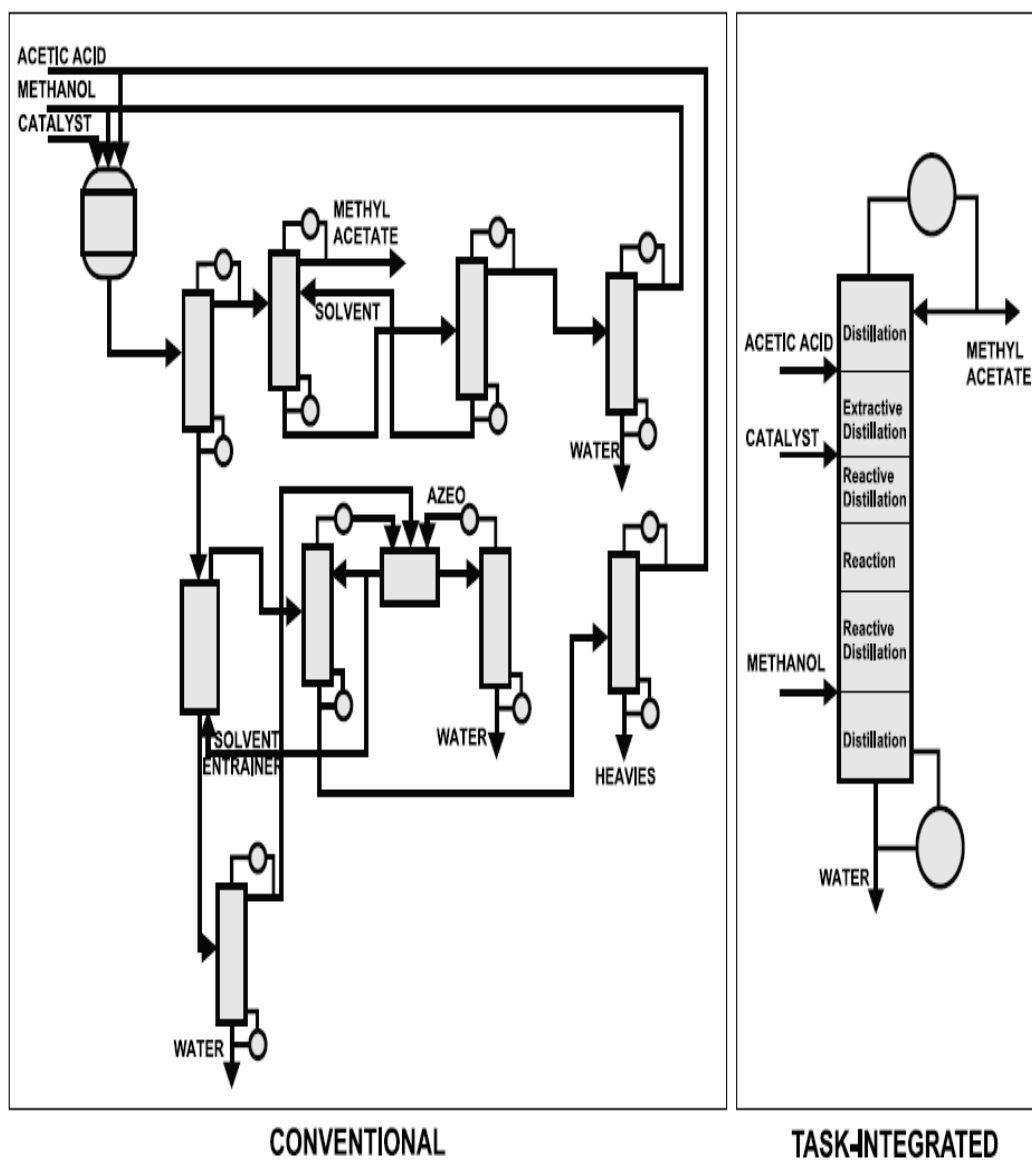 ACETIC ACID
METHANOL
CATALYST
METHYL
ACETATE
SOLVENT
WATER
AZEO
SOLVENT
ENTRAINER
WATER
HEAVIES
WATER
CONVENTIONAL
Distillation
ACETIC ACID
METHYL
ACETATE
Extractive
Distillation
CATALYST
Reactive
Distillation
Reaction
Reactive
Distillation
METHANOL
Distillation
WATER
TASK-INTEGRATED